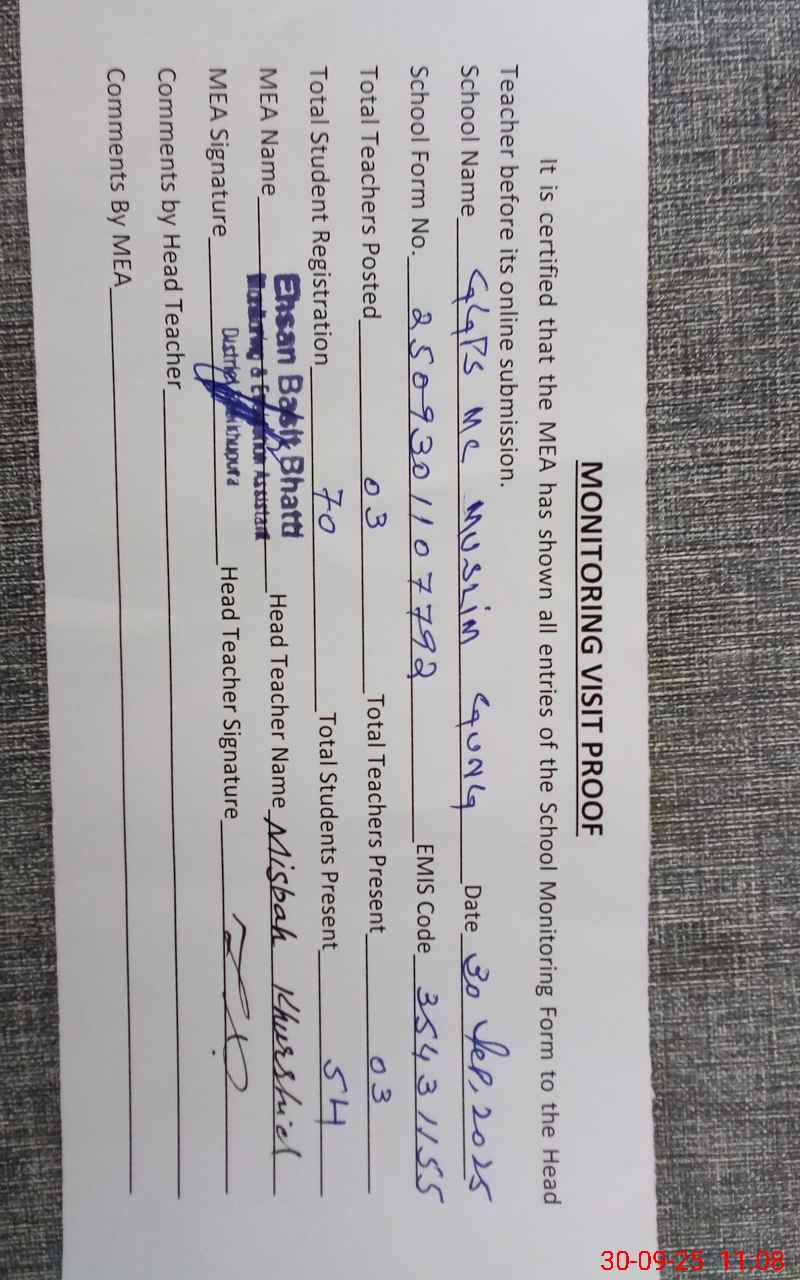 MONITORING VISIT PROOF
It is certified that the MEA has shown all entries of the School Monitoring Form to the Head
Teacher before its online submission.
School Name GGPS MC MUSLIM GUNG Date 30 Sep, 2025
School Form No. 2509301107792 EMIS Code 35431155
Total Teachers Posted 03 Total Teachers Present 03
Total Student Registration 70 Total Students Present 54
MEA Name Ehsan Basit Bhatti Head Teacher Name Misbah Khurshid
Monitoring & Evaluation Assistant
MEA Signature District Sheikhupura Head Teacher Signature
Comments by Head Teacher
Comments By MEA
30-09-25 11:08